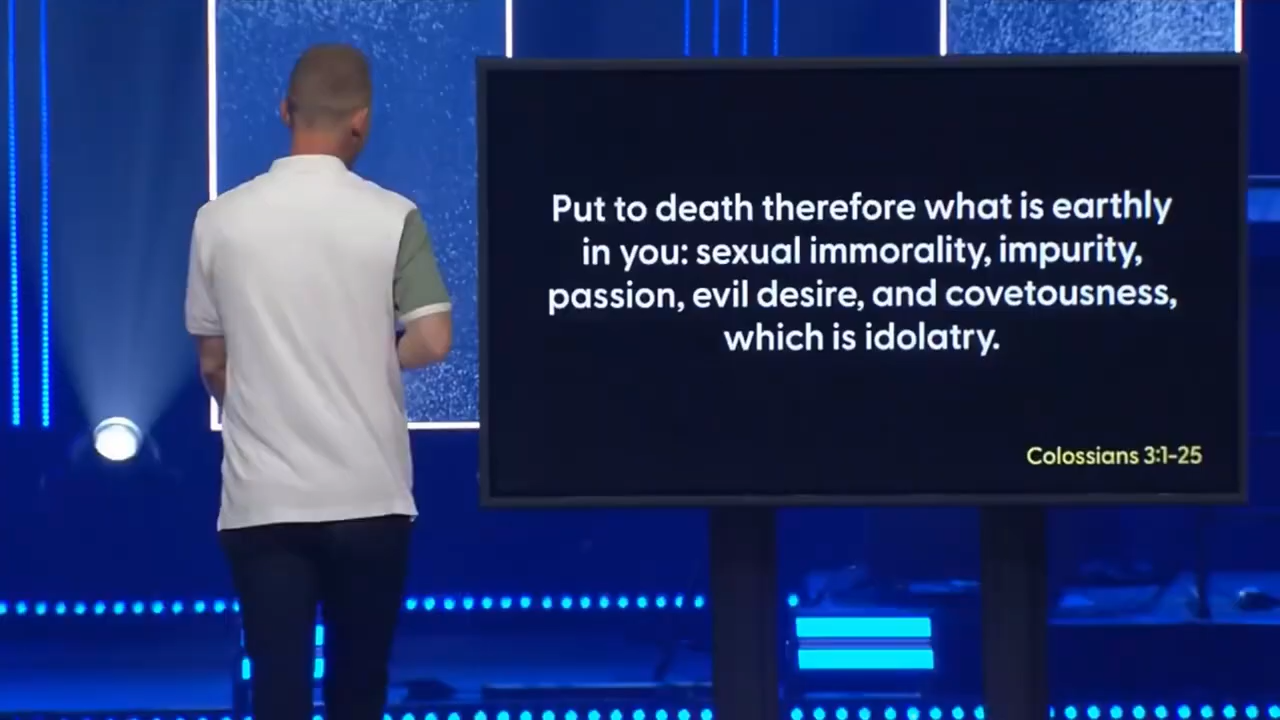 Put to death therefore what is earthly
in you: sexual immorality, impurity,
passion, evil desire, and covetousness,
which is idolatry.
Colossians 3:1-25